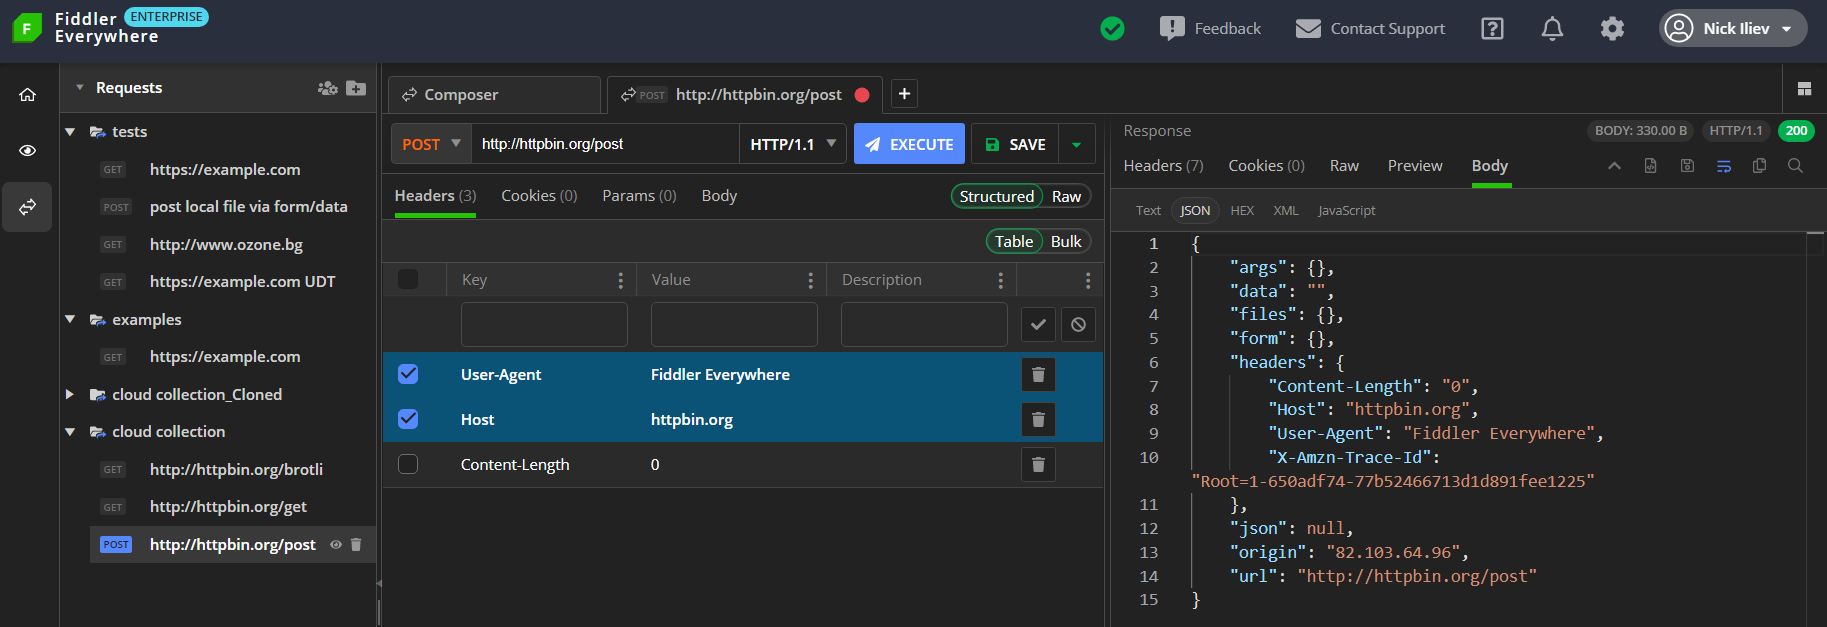 Fiddler ENTERPRISE
Everywhere
Feedback
Contact Support
Nick Iliev
Requests
tests
GET https://example.com
POST post local file via form/data
GET http://www.ozone.bg
GET https://example.com UDT
examples
GET https://example.com
cloud collection_Cloned
cloud collection
GET http://httpbin.org/brotli
GET http://httpbin.org/get
POST http://httpbin.org/post
Composer
POST http://httpbin.org/post
+
POST http://httpbin.org/post HTTP/1.1 EXECUTE SAVE
Headers (3) Cookies (0) Params (0) Body Structured Raw
Table Bulk
Key Value Description
User-Agent Fiddler Everywhere
Host httpbin.org
Content-Length 0
Response BODY: 330.00 B HTTP/1.1 200
Headers (7) Cookies (0) Raw Preview Body
Text JSON HEX XML JavaScript
1 {
2 "args": {},
3 "data": "",
4 "files": {},
5 "form": {},
6 "headers": {
7 "Content-Length": "0",
8 "Host": "httpbin.org",
9 "User-Agent": "Fiddler Everywhere",
10 "X-Amzn-Trace-Id":
"Root=1-650adf74-77b52466713d1d891fee1225"
11 },
12 "json": null,
13 "origin": "82.103.64.96",
14 "url": "http://httpbin.org/post"
15 }